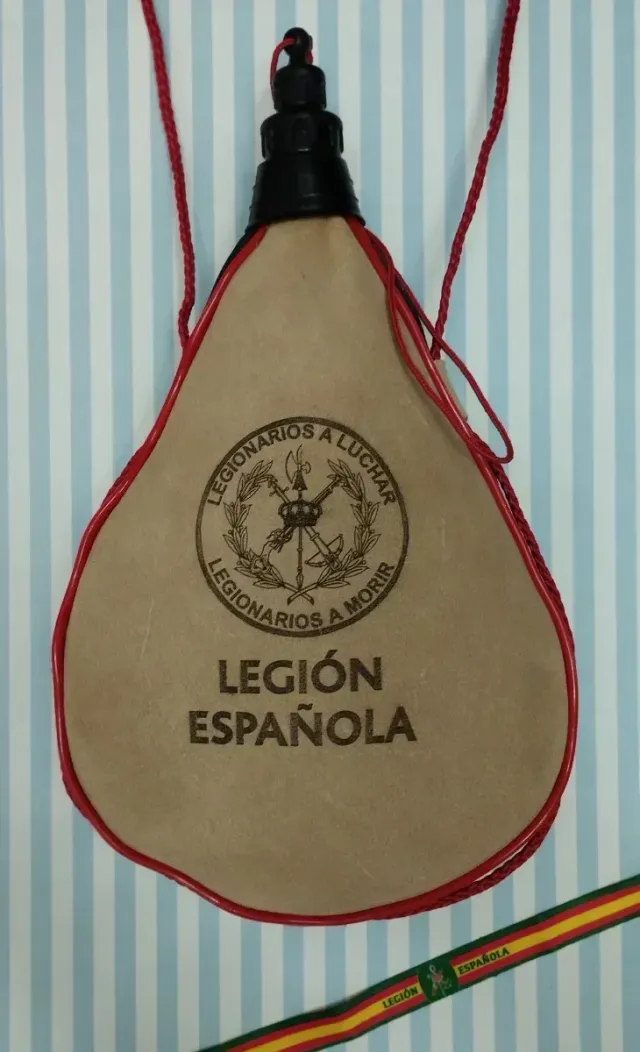 LEGIONARIOS A LUCHAR
LEGIONARIOS A MORIR
LEGIÓN
ESPAÑOLA
LEGIÓN ESPAÑOLA